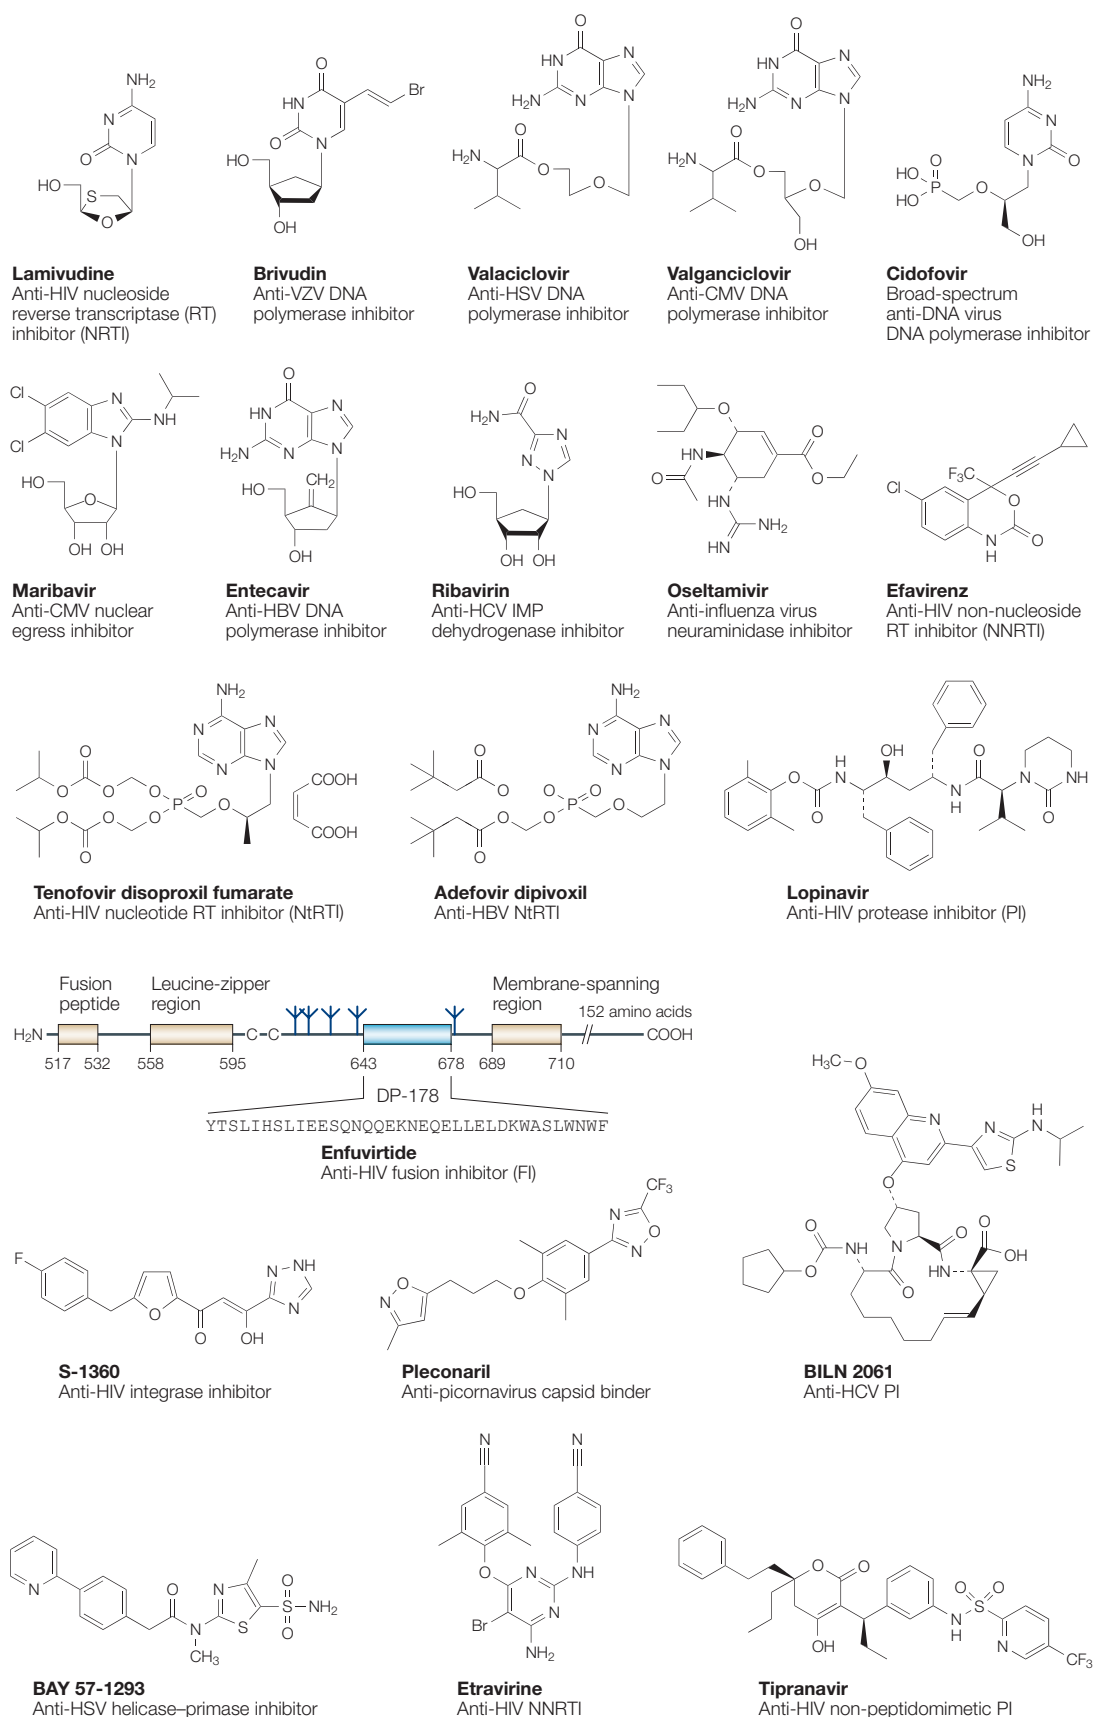 Lamivudine
Anti-HIV nucleoside
reverse transcriptase (RT)
inhibitor (NRTI)
Brivudin
Anti-VZV DNA
polymerase inhibitor
Valaciclovir
Anti-HSV DNA
polymerase inhibitor
Valganciclovir
Anti-CMV DNA
polymerase inhibitor
Cidofovir
Broad-spectrum
anti-DNA virus
DNA polymerase inhibitor
Maribavir
Anti-CMV nuclear
egress inhibitor
Entecavir
Anti-HBV DNA
polymerase inhibitor
Ribavirin
Anti-HCV IMP
dehydrogenase inhibitor
Oseltamivir
Anti-influenza virus
neuraminidase inhibitor
Efavirenz
Anti-HIV non-nucleoside
RT inhibitor (NNRTI)
Tenofovir disoproxil fumarate
Anti-HIV nucleotide RT inhibitor (NtRTI)
Adefovir dipivoxil
Anti-HBV NtRTI
Lopinavir
Anti-HIV protease inhibitor (PI)
Fusion
peptide
Leucine-zipper
region
Membrane-spanning
region
152 amino acids
H₂N
C C
COOH
517 532 558 595 643 678 689 710
DP-178
YTSLIHSLIEESQNQQEKNEQELLELDKWASLWNWF
Enfuvirtide
Anti-HIV fusion inhibitor (FI)
S-1360
Anti-HIV integrase inhibitor
Pleconaril
Anti-picornavirus capsid binder
BILN 2061
Anti-HCV PI
BAY 57-1293
Anti-HSV helicase–primase inhibitor
Etravirine
Anti-HIV NNRTI
Tipranavir
Anti-HIV non-peptidomimetic PI